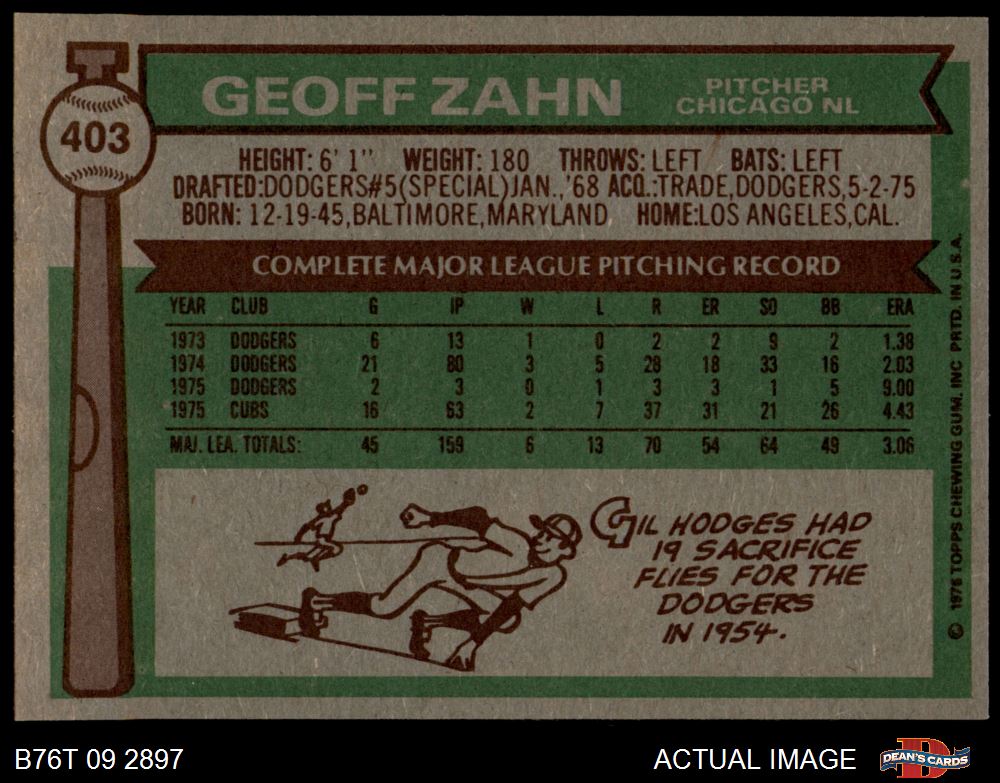 403
GEOFF ZAHN
PITCHER
CHICAGO NL
HEIGHT: 6' 1" WEIGHT: 180 THROWS: LEFT BATS: LEFT
DRAFTED:DODGERS#5(SPECIAL)JAN.,'68 ACQ.:TRADE,DODGERS,5-2-75
BORN: 12-19-45,BALTIMORE,MARYLAND HOME:LOS ANGELES,CAL.
COMPLETE MAJOR LEAGUE PITCHING RECORD
YEAR CLUB G IP W L R ER SO BB ERA
1973 DODGERS 6 13 1 0 2 2 9 2 1.38
1974 DODGERS 21 80 3 5 28 18 33 16 2.03
1975 DODGERS 2 3 0 1 3 3 1 5 9.00
1975 CUBS 16 63 2 7 37 31 21 26 4.43
MAJ. LEA. TOTALS: 45 159 6 13 70 54 64 49 3.06
GIL HODGES HAD
19 SACRIFICE
FLIES FOR THE
DODGERS
IN 1954.
© 1976 TOPPS CHEWING GUM, INC PRTD. IN U.S.A.
B76T 09 2897
ACTUAL IMAGE
D
DEAN'S CARDS